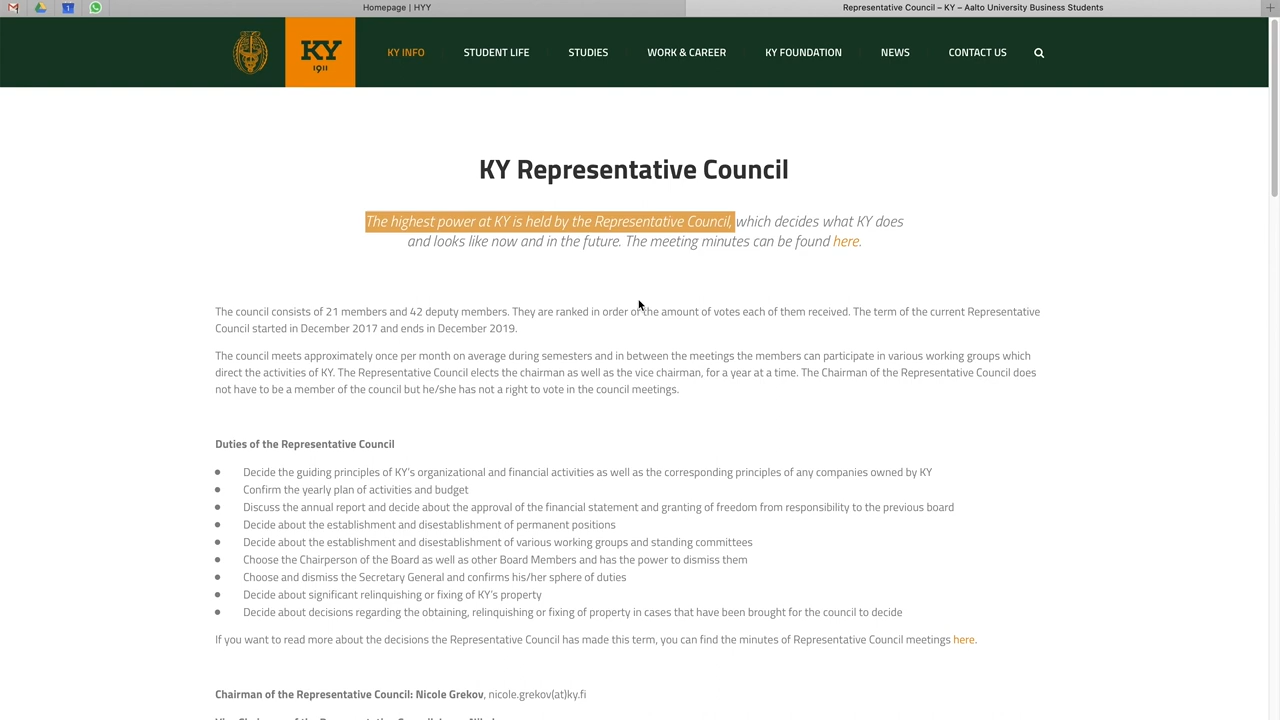 Homepage | HYY
Representative Council – KY – Aalto University Business Students
KY
1911
KY INFO
STUDENT LIFE
STUDIES
WORK & CAREER
KY FOUNDATION
NEWS
CONTACT US
KY Representative Council
The highest power at KY is held by the Representative Council, which decides what KY does
and looks like now and in the future. The meeting minutes can be found here.
The council consists of 21 members and 42 deputy members. They are ranked in order of the amount of votes each of them received. The term of the current Representative
Council started in December 2017 and ends in December 2019.
The council meets approximately once per month on average during semesters and in between the meetings the members can participate in various working groups which
direct the activities of KY. The Representative Council elects the chairman as well as the vice chairman, for a year at a time. The Chairman of the Representative Council does
not have to be a member of the council but he/she has not a right to vote in the council meetings.
Duties of the Representative Council
Decide the guiding principles of KY's organizational and financial activities as well as the corresponding principles of any companies owned by KY
Confirm the yearly plan of activities and budget
Discuss the annual report and decide about the approval of the financial statement and granting of freedom from responsibility to the previous board
Decide about the establishment and disestablishment of permanent positions
Decide about the establishment and disestablishment of various working groups and standing committees
Choose the Chairperson of the Board as well as other Board Members and has the power to dismiss them
Choose and dismiss the Secretary General and confirms his/her sphere of duties
Decide about significant relinquishing or fixing of KY's property
Decide about decisions regarding the obtaining, relinquishing or fixing of property in cases that have been brought for the council to decide
If you want to read more about the decisions the Representative Council has made this term, you can find the minutes of Representative Council meetings here.
Chairman of the Representative Council: Nicole Grekov, nicole.grekov(at)ky.fi